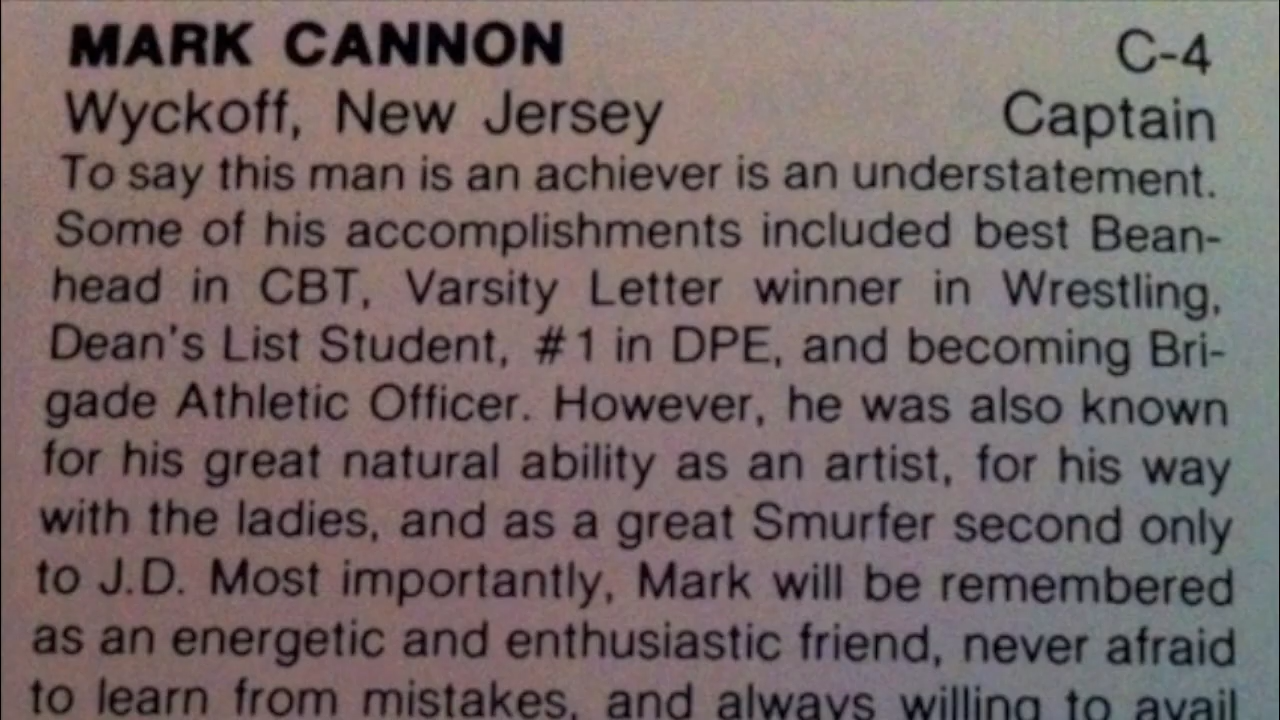 MARK CANNON C-4
Wyckoff, New Jersey Captain
To say this man is an achiever is an understatement.
Some of his accomplishments included best Bean-
head in CBT, Varsity Letter winner in Wrestling,
Dean's List Student, #1 in DPE, and becoming Bri-
gade Athletic Officer. However, he was also known
for his great natural ability as an artist, for his way
with the ladies, and as a great Smurfer second only
to J.D. Most importantly, Mark will be remembered
as an energetic and enthusiastic friend, never afraid
to learn from mistakes, and always willing to avail